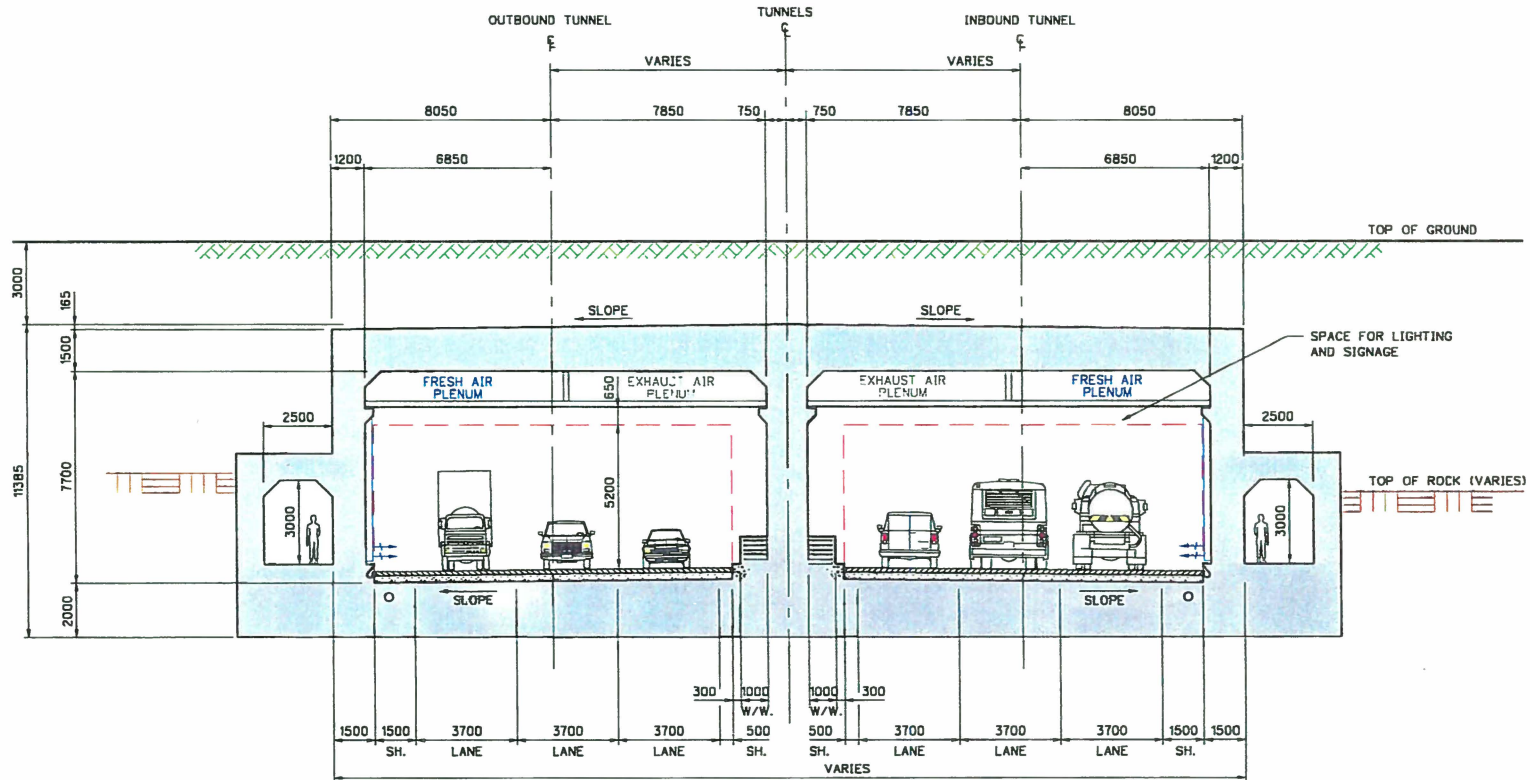 TUNNELS
OUTBOUND TUNNEL
INBOUND TUNNEL
℄
℄
℄
VARIES
VARIES
8050
7850
750
750
7850
8050
1200
6850
6850
1200
TOP OF GROUND
3000
165
SLOPE
SLOPE
1500
SPACE FOR LIGHTING
AND SIGNAGE
FRESH AIR
PLENUM
EXHAUST AIR
PLENUM
650
EXHAUST AIR
PLENUM
FRESH AIR
PLENUM
2500
2500
11385
7700
5200
TOP OF ROCK (VARIES)
3000
3000
2000
SLOPE
SLOPE
300
1000
1000
300
W/W.
W/W.
1500
1500
3700
3700
3700
500
500
3700
3700
3700
1500
1500
SH.
LANE
LANE
LANE
SH.
SH.
LANE
LANE
LANE
SH.
VARIES